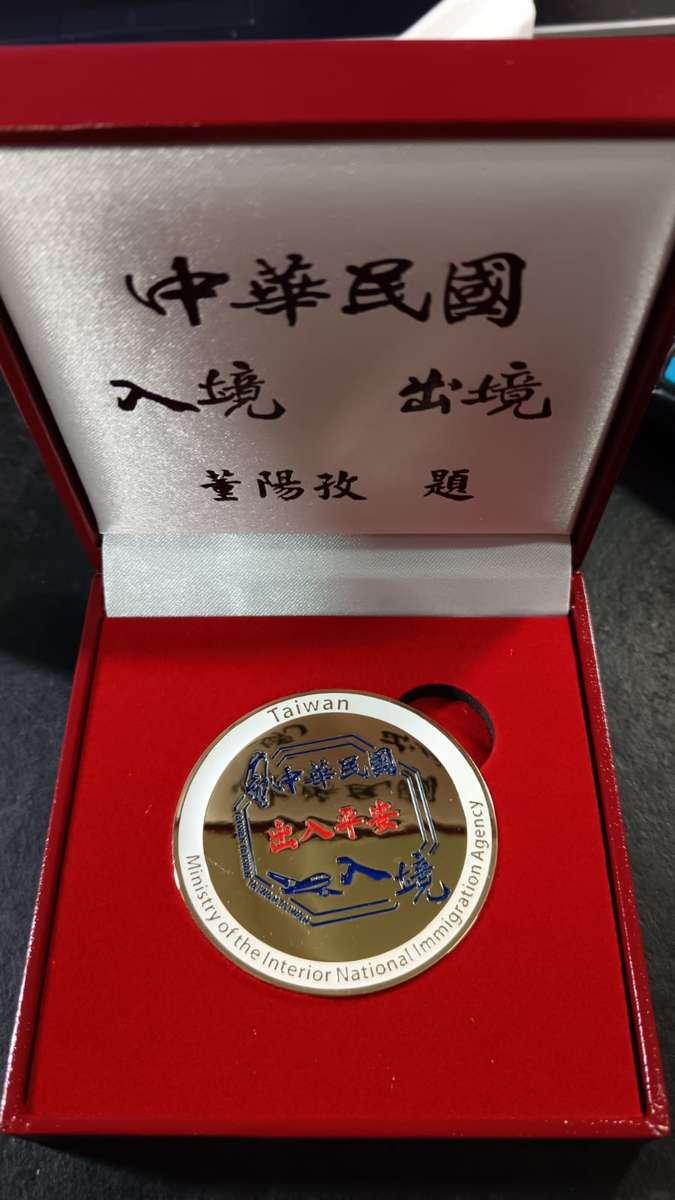 中華民國
入境 出境
董陽孜 題
Taiwan
中華民國
出入平安
入境
Ministry of the Interior National Immigration Agency